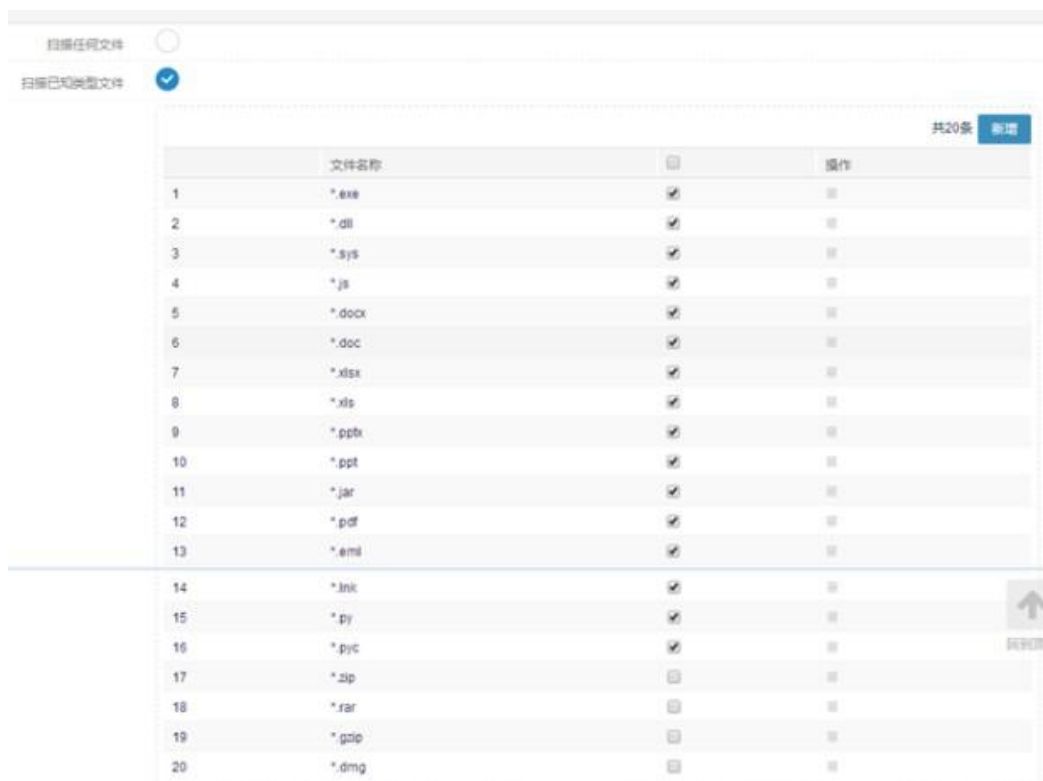 扫描任何文件
扫描已知类型文件
共20条 新增
文件名称 操作
1 *.exe
2 *.dll
3 *.sys
4 *.js
5 *.docx
6 *.doc
7 *.xlsx
8 *.xls
9 *.pptx
10 *.ppt
11 *.jar
12 *.pdf
13 *.eml
14 *.lnk
15 *.py
16 *.pyc
17 *.zip
18 *.rar
19 *.gzip
20 *.dmg
回到顶